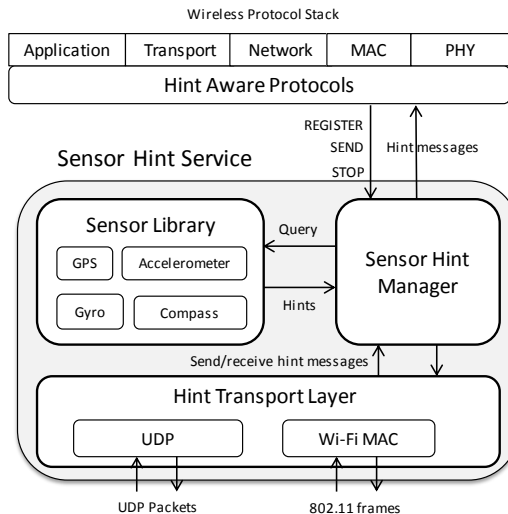 Wireless Protocol Stack
Application Transport Network MAC PHY
Hint Aware Protocols
REGISTER
SEND
STOP
Hint messages
Sensor Hint Service
Sensor Library
GPS Accelerometer
Gyro Compass
Query
Hints
Sensor Hint
Manager
Send/receive hint messages
Hint Transport Layer
UDP Wi-Fi MAC
UDP Packets 802.11 frames